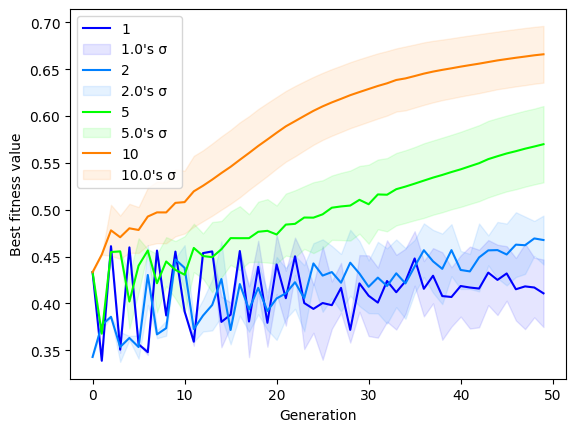 0.70
0.65
0.60
0.55
0.50
0.45
0.40
0.35
Best fitness value
1
1.0's σ
2
2.0's σ
5
5.0's σ
10
10.0's σ
0 10 20 30 40 50
Generation